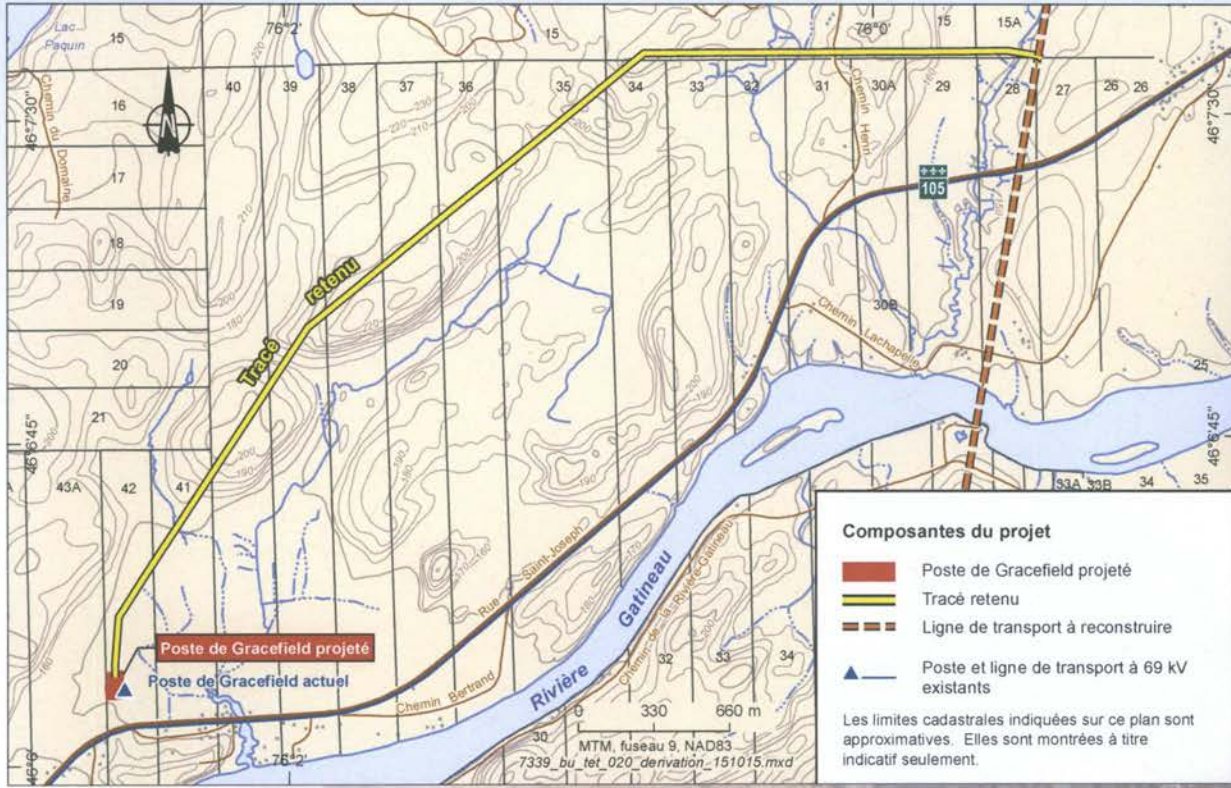 Lac
Paquin
15
76°2'
15
76°0'
15
15A
16
40
39
38
37
36
35
34
33
32
31
30A
29
28
27
26
26
46°7'30"
46°7'30"
Chemin du Domaine
Chemin Henri
N
17
18
19
20
21
220
230
210
200
105
30B
Chemin Lachapelle
25
Tracé retenu
46°6'45"
46°6'45"
43A
42
41
33A
33B
34
35
Rue Saint-Joseph
Rivière Gatineau
Chemin de la Rivière-Gatineau
Chemin Bertrand
Poste de Gracefield projeté
Poste de Gracefield actuel
32
33
34
30
46°6'
76°2'
0 330 660 m
MTM, fuseau 9, NAD83
7339_bu_tet_020_derivation_151015.mxd
Composantes du projet
Poste de Gracefield projeté
Tracé retenu
Ligne de transport à reconstruire
Poste et ligne de transport à 69 kV
existants
Les limites cadastrales indiquées sur ce plan sont
approximatives. Elles sont montrées à titre
indicatif seulement.